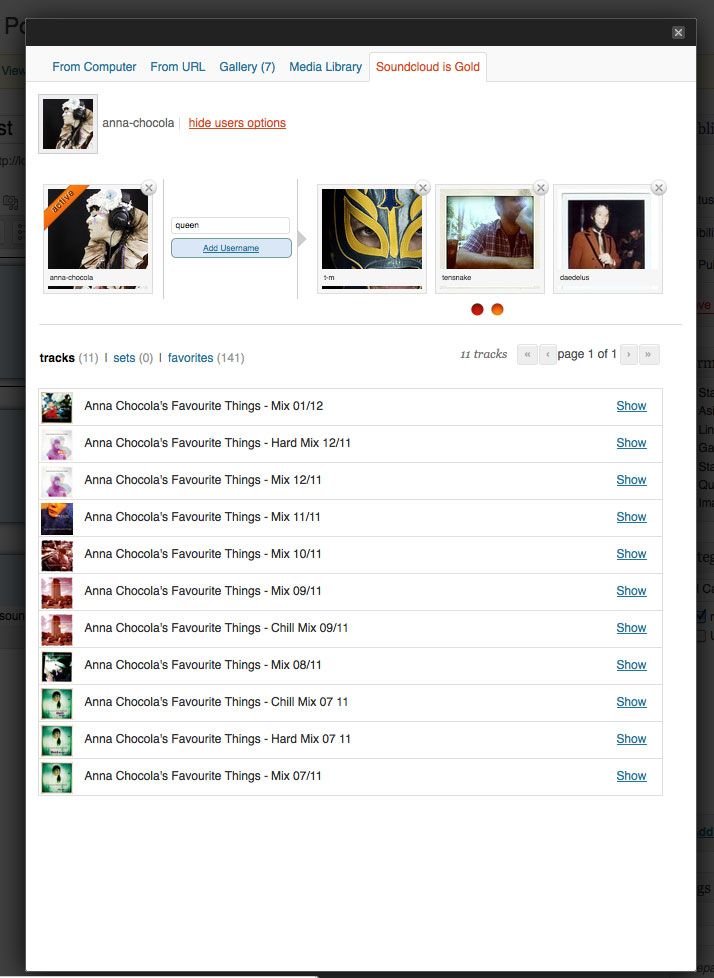 Po
View
From Computer From URL Gallery (7) Media Library Soundcloud is Gold
anna-chocola hide users options
active
anna-chocola
queen
Add Username
t-m
tensnake
daedelus
tracks (11) | sets (0) | favorites (141)
11 tracks « ‹ page 1 of 1 › »
Anna Chocola's Favourite Things - Mix 01/12 Show
Anna Chocola's Favourite Things - Hard Mix 12/11 Show
Anna Chocola's Favourite Things - Mix 12/11 Show
Anna Chocola's Favourite Things - Mix 11/11 Show
Anna Chocola's Favourite Things - Mix 10/11 Show
Anna Chocola's Favourite Things - Mix 09/11 Show
Anna Chocola's Favourite Things - Chill Mix 09/11 Show
Anna Chocola's Favourite Things - Mix 08/11 Show
Anna Chocola's Favourite Things - Chill Mix 07 11 Show
Anna Chocola's Favourite Things - Hard Mix 07 11 Show
Anna Chocola's Favourite Things - Mix 07/11 Show